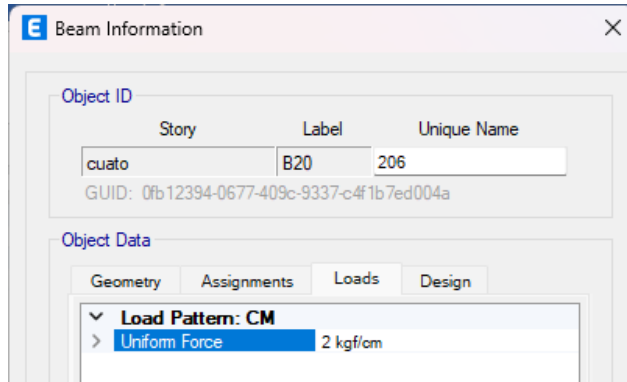 E Beam Information
Object ID
Story Label Unique Name
cuato B20 206
GUID: 0fb12394-0677-409c-9337-c4f1b7ed004a
Object Data
Geometry Assignments Loads Design
Load Pattern: CM
Uniform Force 2 kgf/cm